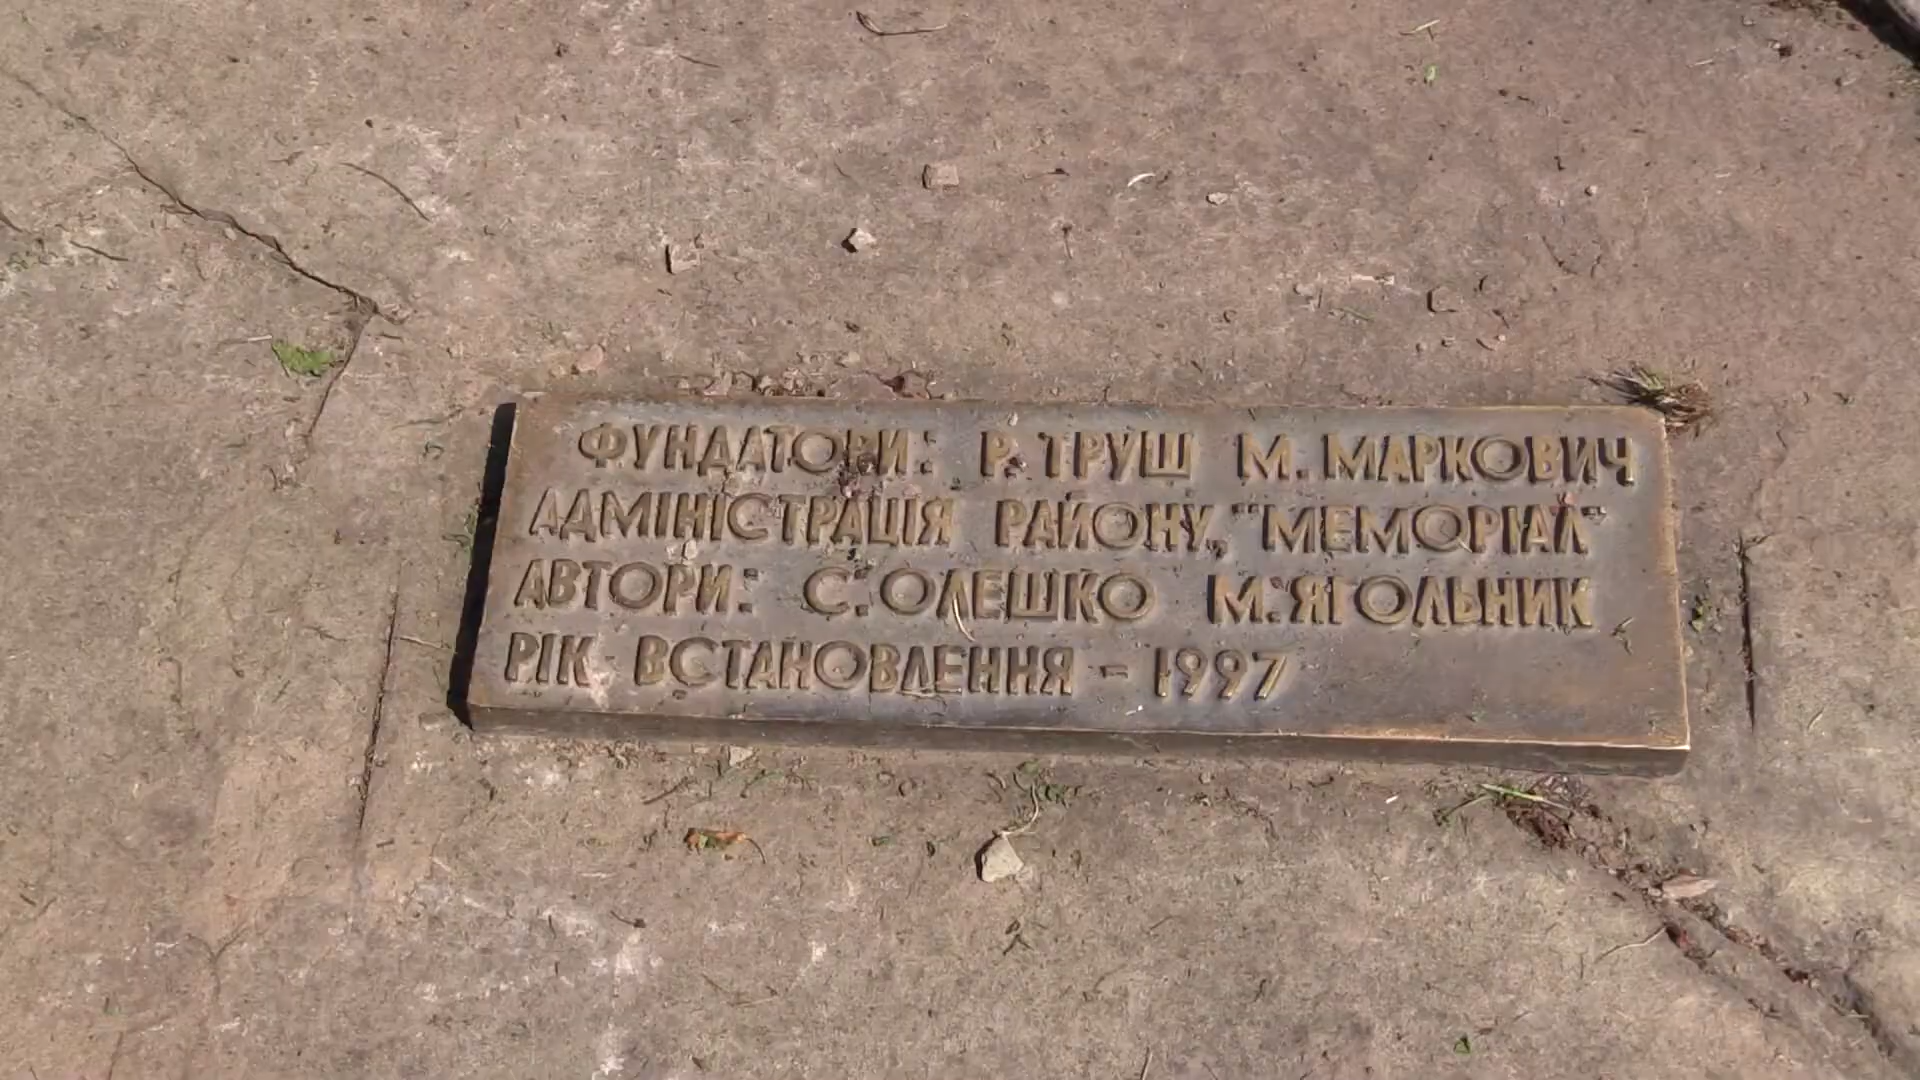 ФУНДАТОРИ: Р. ТРУШ М. МАРКОВИЧ
АДМІНІСТРАЦІЯ РАЙОНУ, "МЕМОРІАЛ"
АВТОРИ: С. ОЛЕШКО М. ЯГОЛЬНИК
РІК ВСТАНОВЛЕННЯ - 1997